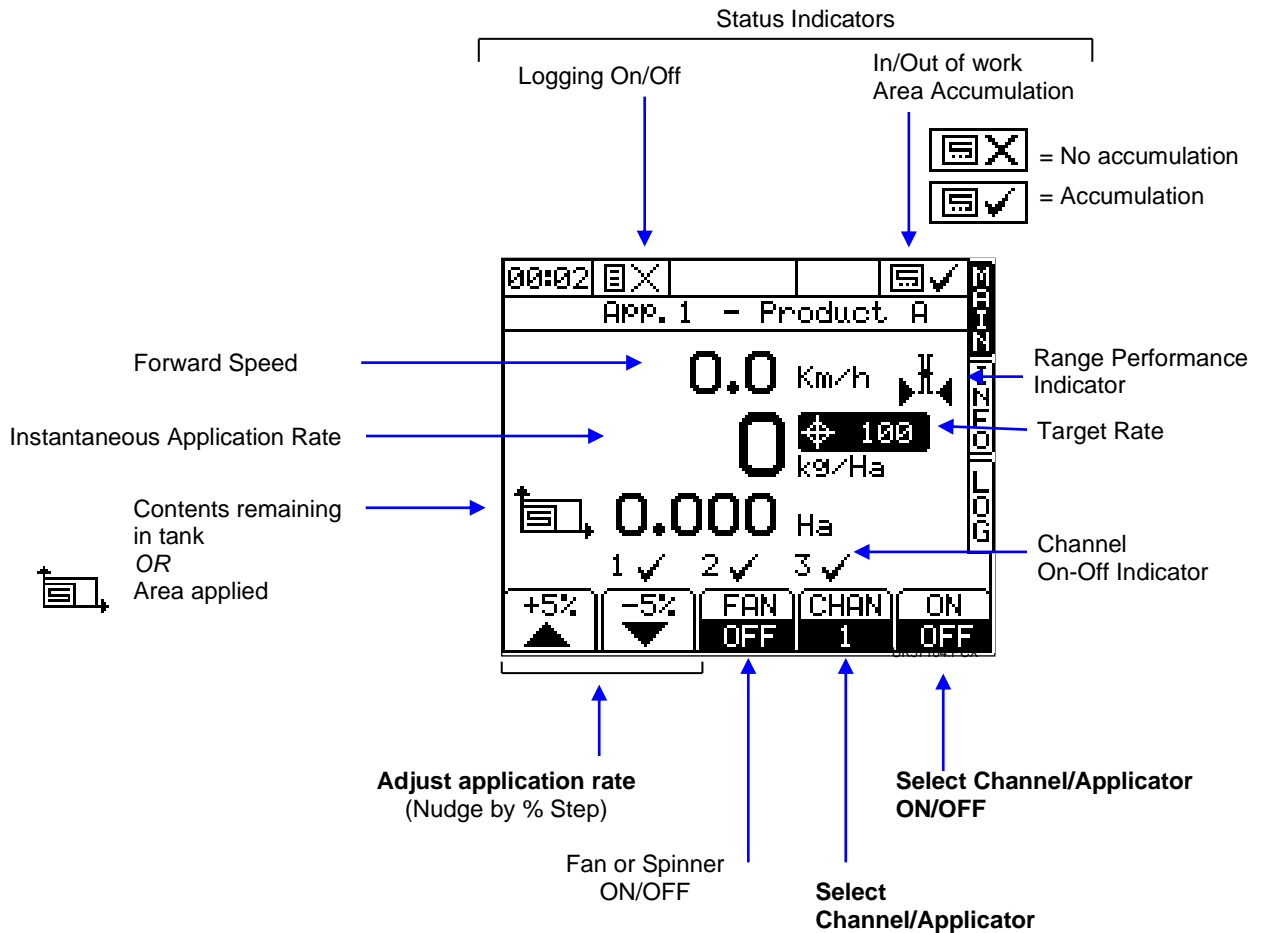 Status Indicators
Logging On/Off
In/Out of work
Area Accumulation
= No accumulation
= Accumulation
00:02
App. 1 - Product A
MAIN
INFO
LOG
Forward Speed
0.0 Km/h
Range Performance
Indicator
Instantaneous Application Rate
0
100
kg/Ha
Target Rate
Contents remaining
in tank
OR
Area applied
0.000 Ha
1 2 3
Channel
On-Off Indicator
+5% -5% FAN CHAN ON
OFF 1 OFF
Adjust application rate
(Nudge by % Step)
Select Channel/Applicator
ON/OFF
Fan or Spinner
ON/OFF
Select
Channel/Applicator